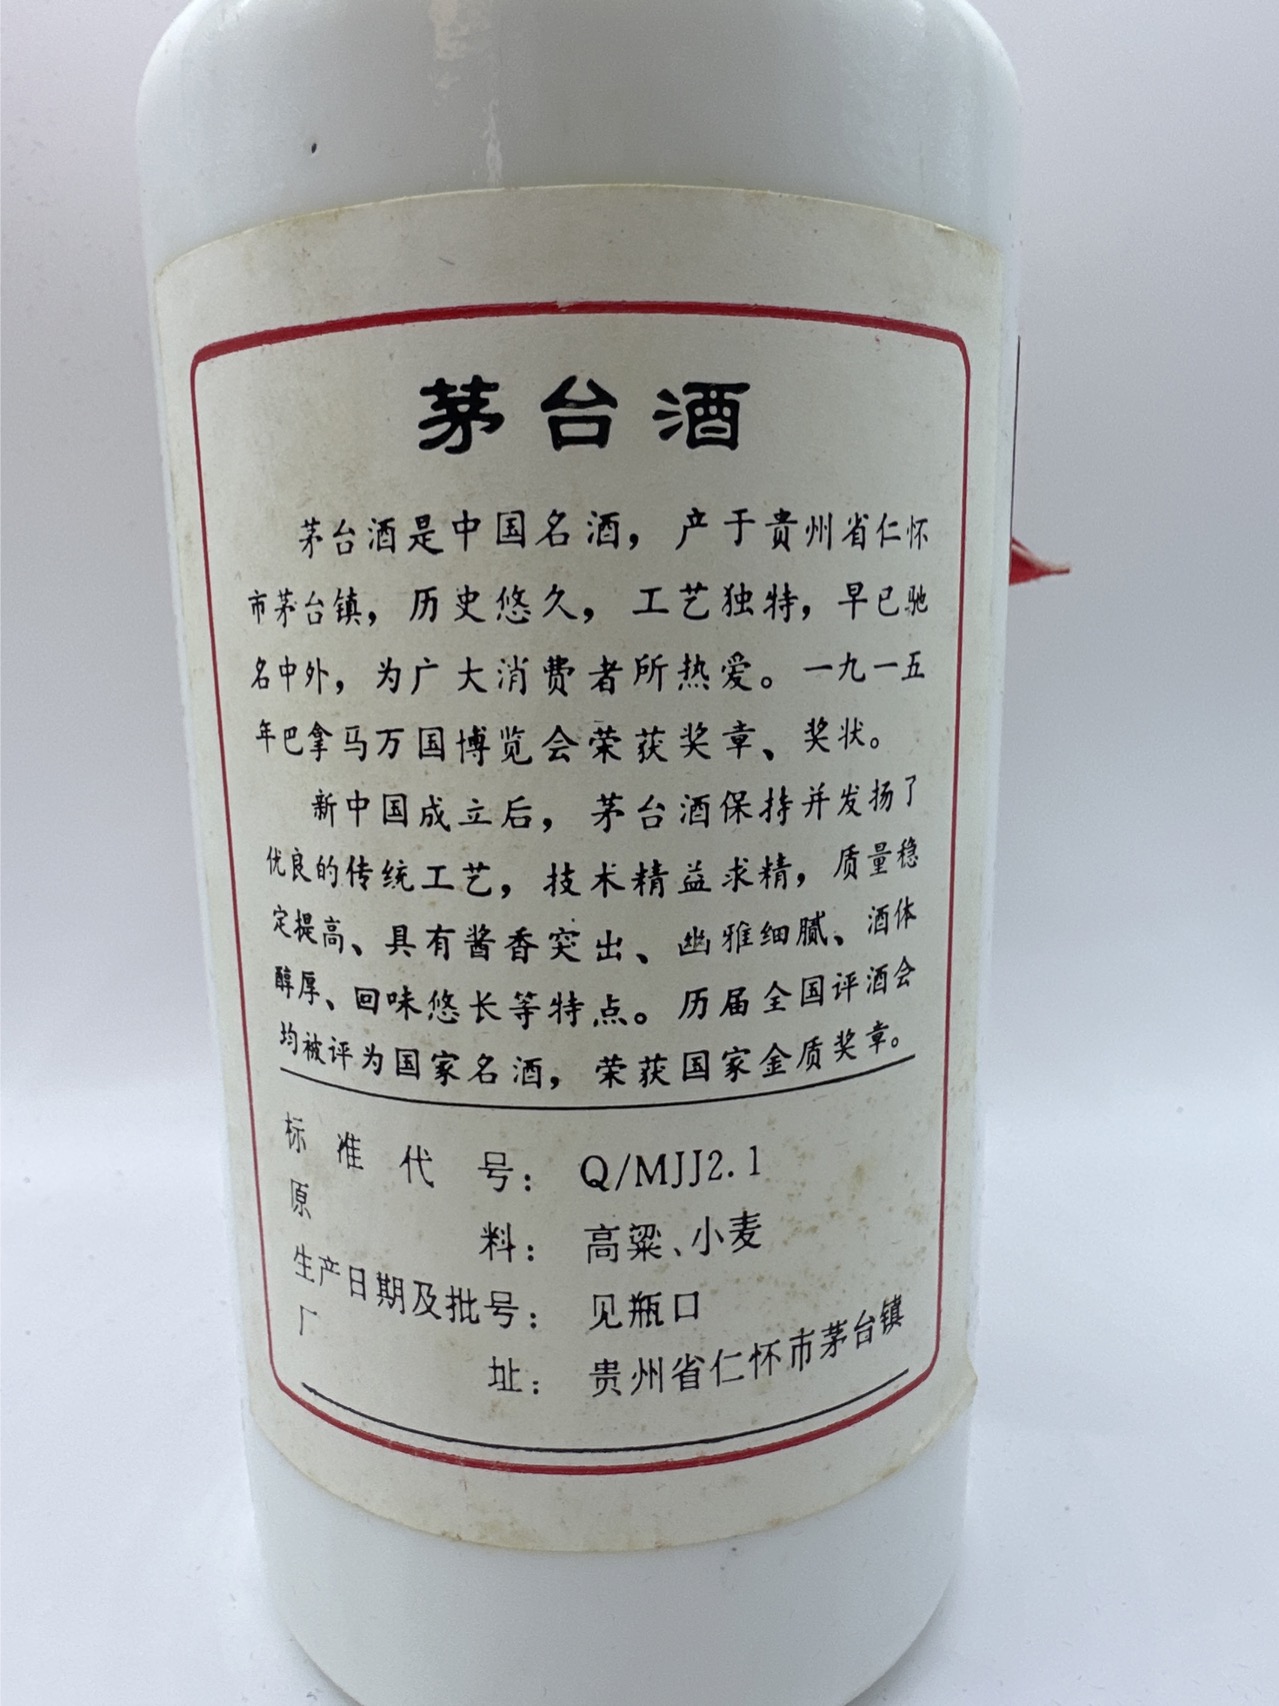 茅台酒
茅台酒是中国名酒，产于贵州省仁怀
市茅台镇，历史悠久，工艺独特，早已驰
名中外，为广大消费者所热爱。一九一五
年巴拿马万国博览会荣获奖章、奖状。
新中国成立后，茅台酒保持并发扬了
优良的传统工艺，技术精益求精，质量稳
定提高、具有酱香突出、幽雅细腻、酒体
醇厚、回味悠长等特点。历届全国评酒会
均被评为国家名酒，荣获国家金质奖章。
标准代号：Q/MJJ2.1
原料：高粱、小麦
生产日期及批号：见瓶口
厂址：贵州省仁怀市茅台镇